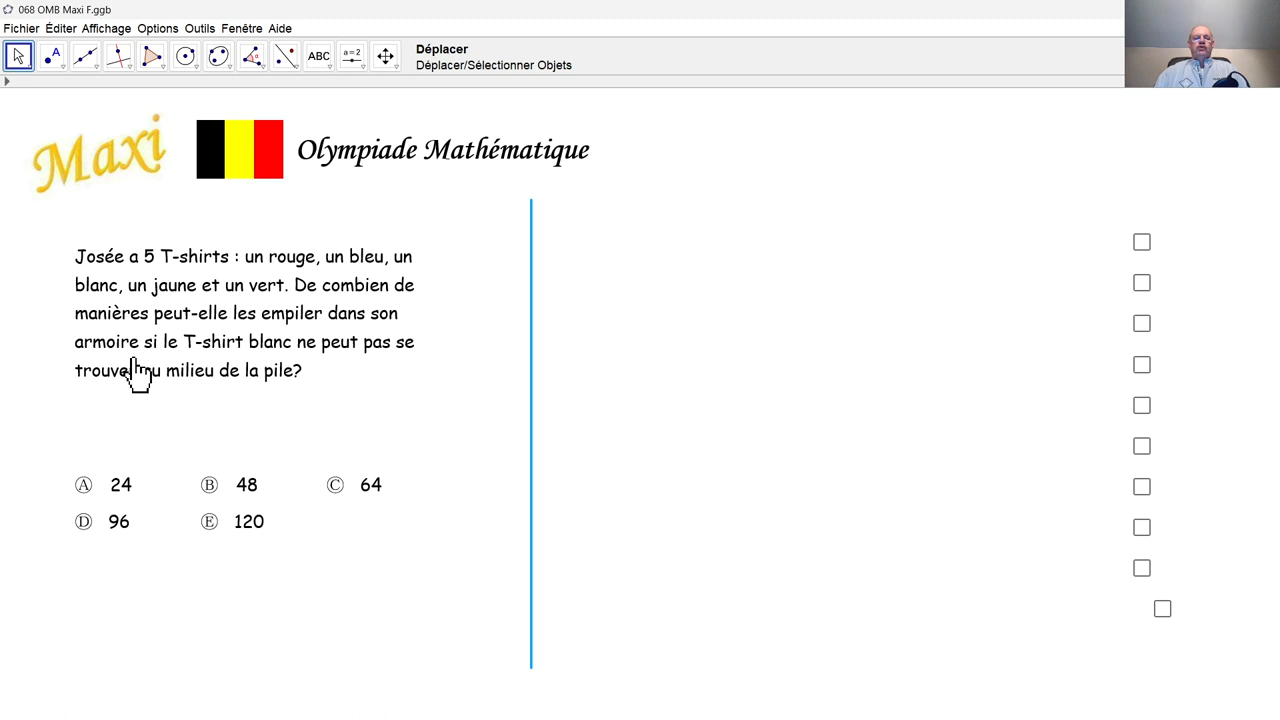 068 OMB Maxi F.ggb
Fichier Éditer Affichage Options Outils Fenêtre Aide
A ABC a=2 Déplacer
Déplacer/Sélectionner Objets
Maxi Olympiade Mathématique
Josée a 5 T-shirts : un rouge, un bleu, un
blanc, un jaune et un vert. De combien de
manières peut-elle les empiler dans son
armoire si le T-shirt blanc ne peut pas se
milieu de la pile?
Ⓐ 24 Ⓑ 48 Ⓒ 64
Ⓓ 96 Ⓔ 120